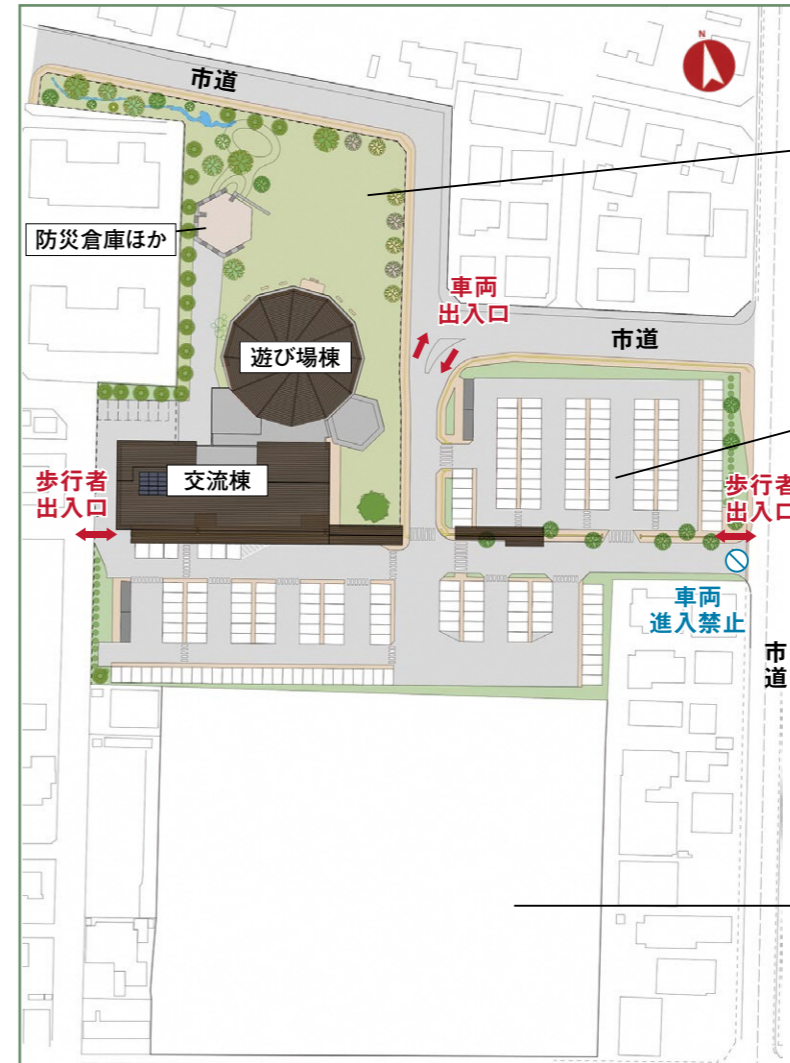 市道
N
防災倉庫ほか
車両
出入口
市道
遊び場棟
交流棟
歩行者
出入口
歩行者
出入口
車両
進入禁止
市
道